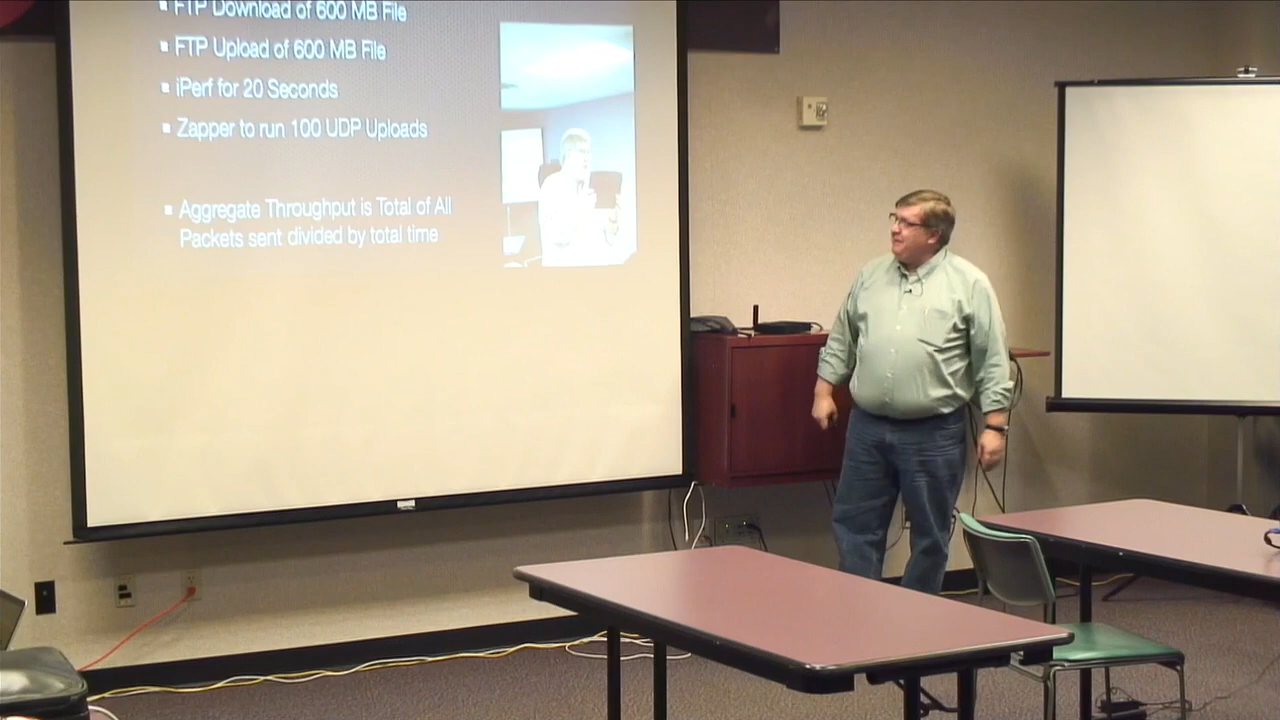 ▪ FTP Download of 600 MB File
▪ FTP Upload of 600 MB File
▪ iPerf for 20 Seconds
▪ Zapper to run 100 UDP Uploads
▪ Aggregate Throughput is Total of All
Packets sent divided by total time